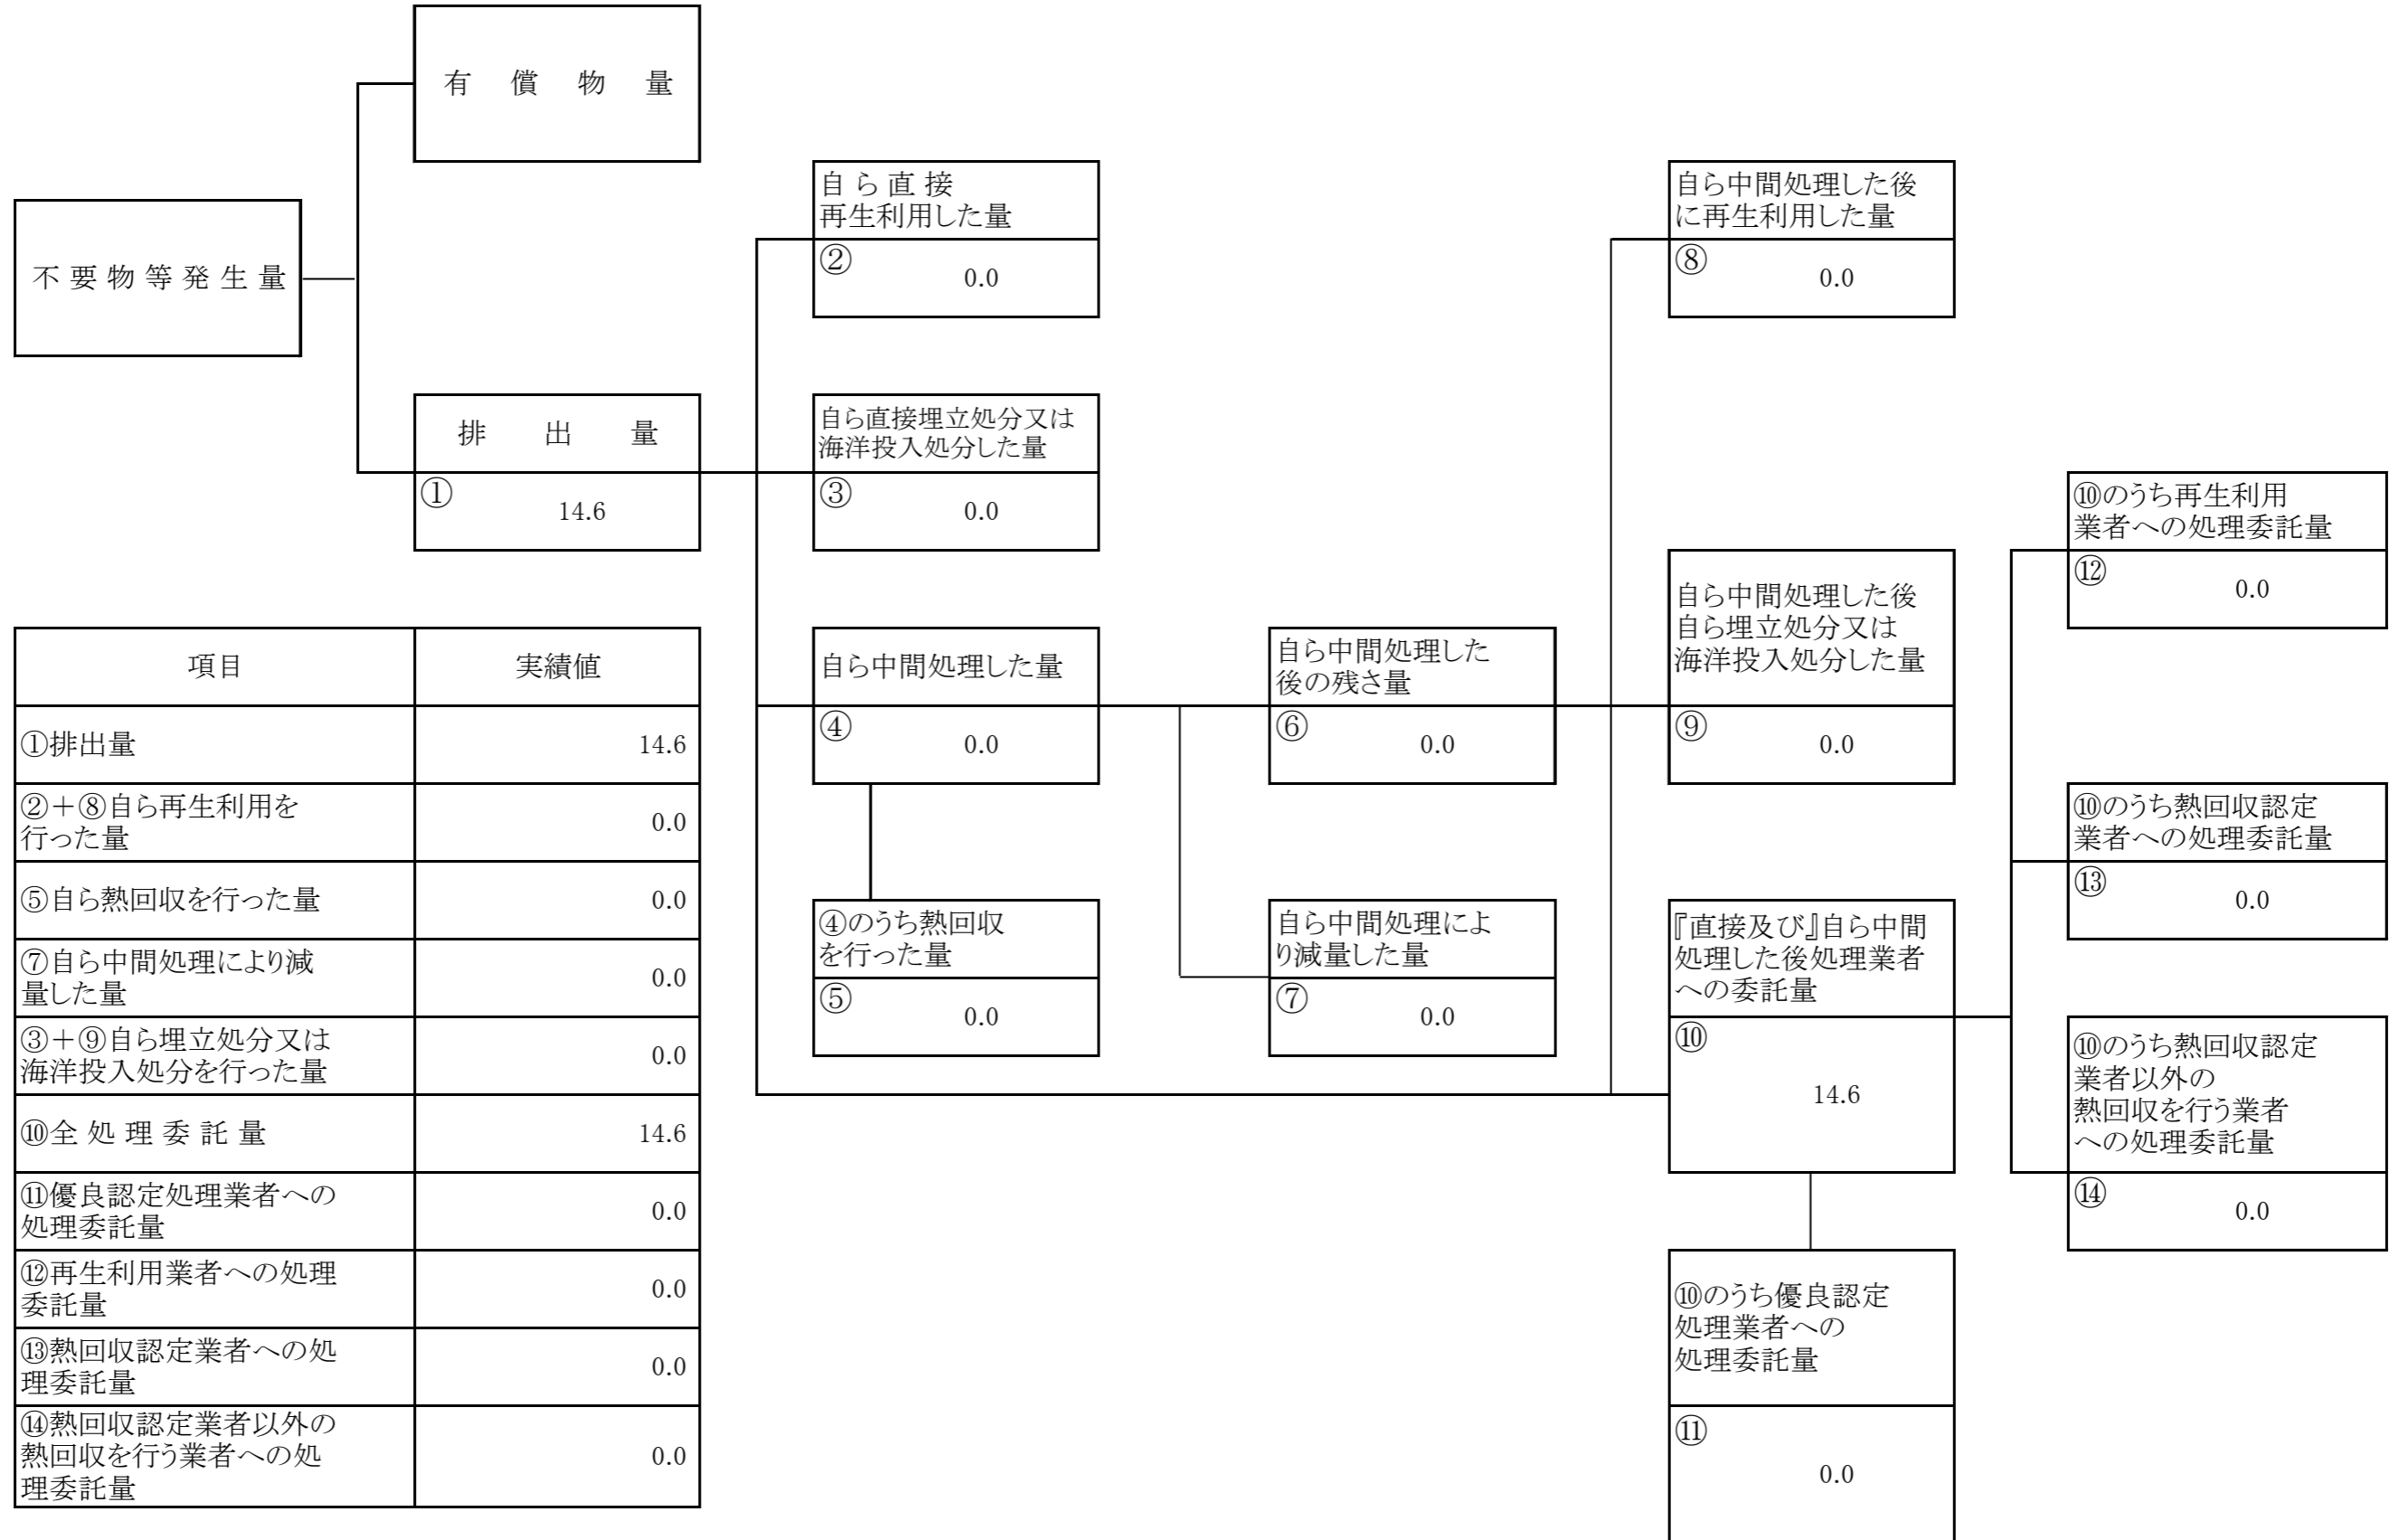 有償物量
不要物等発生量
排出量
①
14.6
自ら直接
再生利用した量
②
0.0
自ら直接埋立処分又は
海洋投入処分した量
③
0.0
自ら中間処理した量
④
0.0
④のうち熱回収
を行った量
⑤
0.0
自ら中間処理した
後の残さ量
⑥
0.0
自ら中間処理によ
り減量した量
⑦
0.0
自ら中間処理した後
に再生利用した量
⑧
0.0
自ら中間処理した後
自ら埋立処分又は
海洋投入処分した量
⑨
0.0
『直接及び』自ら中間
処理した後処理業者
への委託量
⑩
14.6
⑩のうち優良認定
処理業者への
処理委託量
⑪
0.0
⑩のうち再生利用
業者への処理委託量
⑫
0.0
⑩のうち熱回収認定
業者への処理委託量
⑬
0.0
⑩のうち熱回収認定
業者以外の
熱回収を行う業者
への処理委託量
⑭
0.0
項目 実績値
①排出量 14.6
②+⑧自ら再生利用を
行った量 0.0
⑤自ら熱回収を行った量 0.0
⑦自ら中間処理により減
量した量 0.0
③+⑨自ら埋立処分又は
海洋投入処分を行った量 0.0
⑩全処理委託量 14.6
⑪優良認定処理業者への
処理委託量 0.0
⑫再生利用業者への処理
委託量 0.0
⑬熱回収認定業者への処
理委託量 0.0
⑭熱回収認定業者以外の
熱回収を行う業者への処 0.0
理委託量